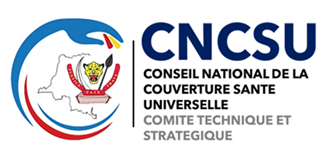 CNCSU
CONSEIL NATIONAL DE LA
COUVERTURE SANTE
UNIVERSELLE
COMITE TECHNIQUE ET
STRATEGIQUE